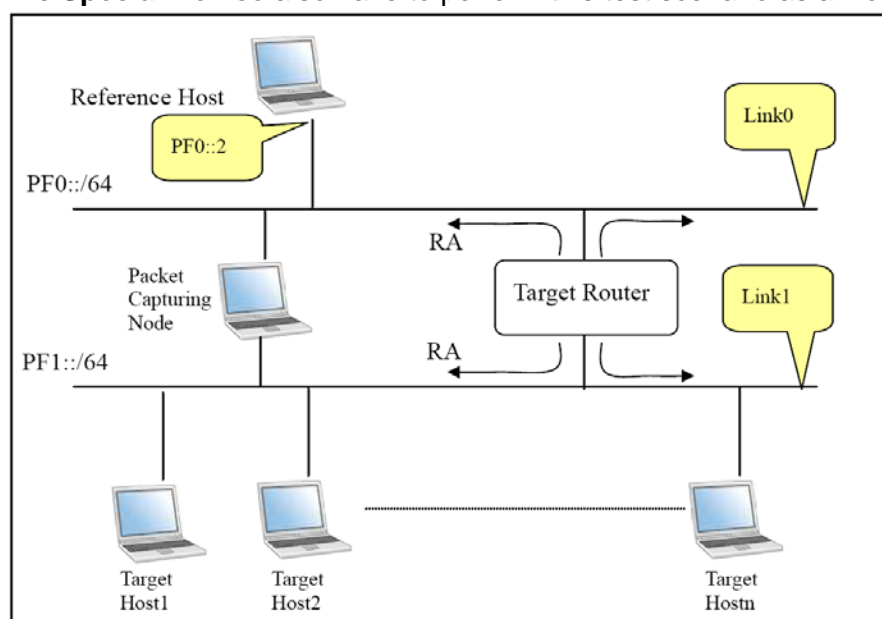 Reference Host
PF0::2
Link0
PF0::/64
RA
Packet
Capturing
Node
Target Router
Link1
RA
PF1::/64
Target
Host1
Target
Host2
Target
Hostn